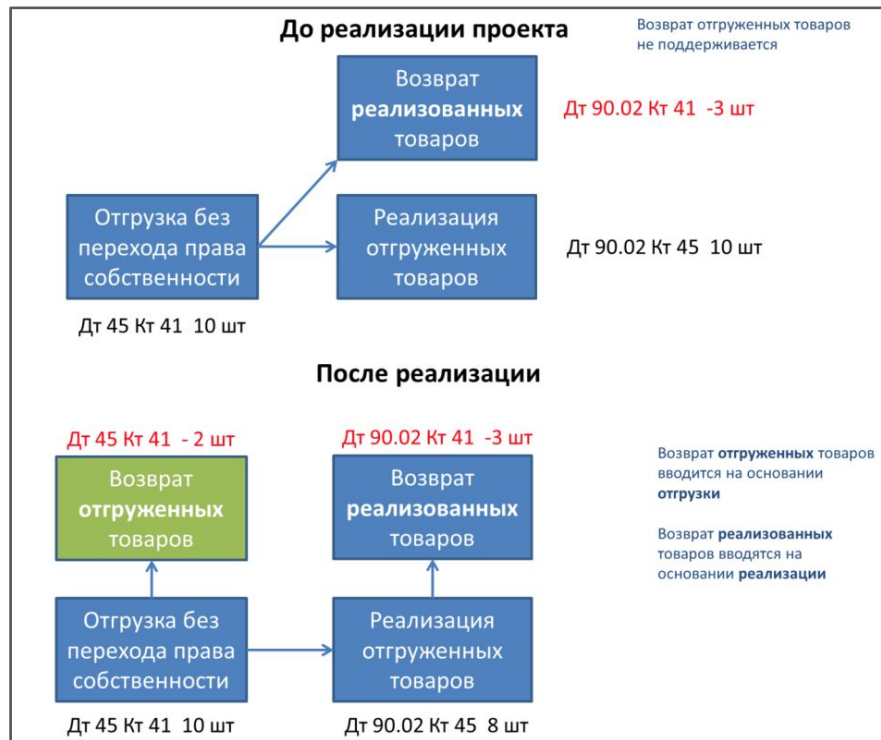 До реализации проекта
Возврат отгруженных товаров
не поддерживается
Возврат
реализованных
товаров
Дт 90.02 Кт 41 -3 шт
Отгрузка без
перехода права
собственности
Реализация
отгруженных
товаров
Дт 90.02 Кт 45 10 шт
Дт 45 Кт 41 10 шт
После реализации
Дт 45 Кт 41 - 2 шт
Дт 90.02 Кт 41 -3 шт
Возврат
отгруженных
товаров
Возврат
реализованных
товаров
Возврат отгруженных товаров
вводится на основании
отгрузки
Возврат реализованных
товаров вводятся на
основании реализации
Отгрузка без
перехода права
собственности
Реализация
отгруженных
товаров
Дт 45 Кт 41 10 шт
Дт 90.02 Кт 45 8 шт